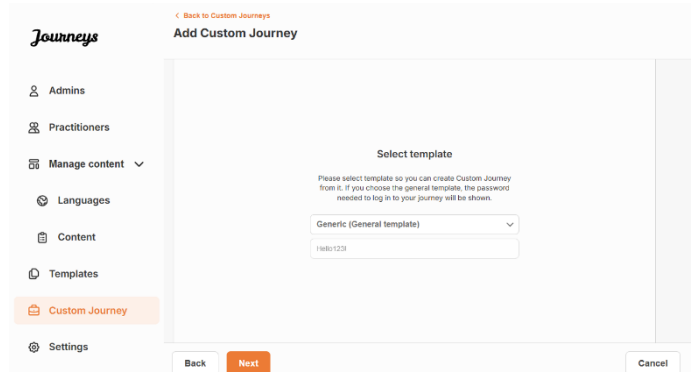 Journeys
Admins
Practitioners
Manage content
Languages
Content
Templates
Custom Journey
Settings
Back to Custom Journeys
Add Custom Journey
Select template
Please select template so you can create Custom Journey
from it. If you choose the general template, the password
needed to log in to your journey will be shown.
Generic (General template)
Hello123!
Back
Next
Cancel